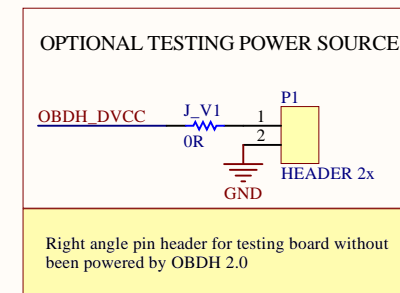 OPTIONAL TESTING POWER SOURCE
P1
OBDH_DVCC
J_V1
1
0R
2
GND
HEADER 2x
Right angle pin header for testing board without
been powered by OBDH 2.0